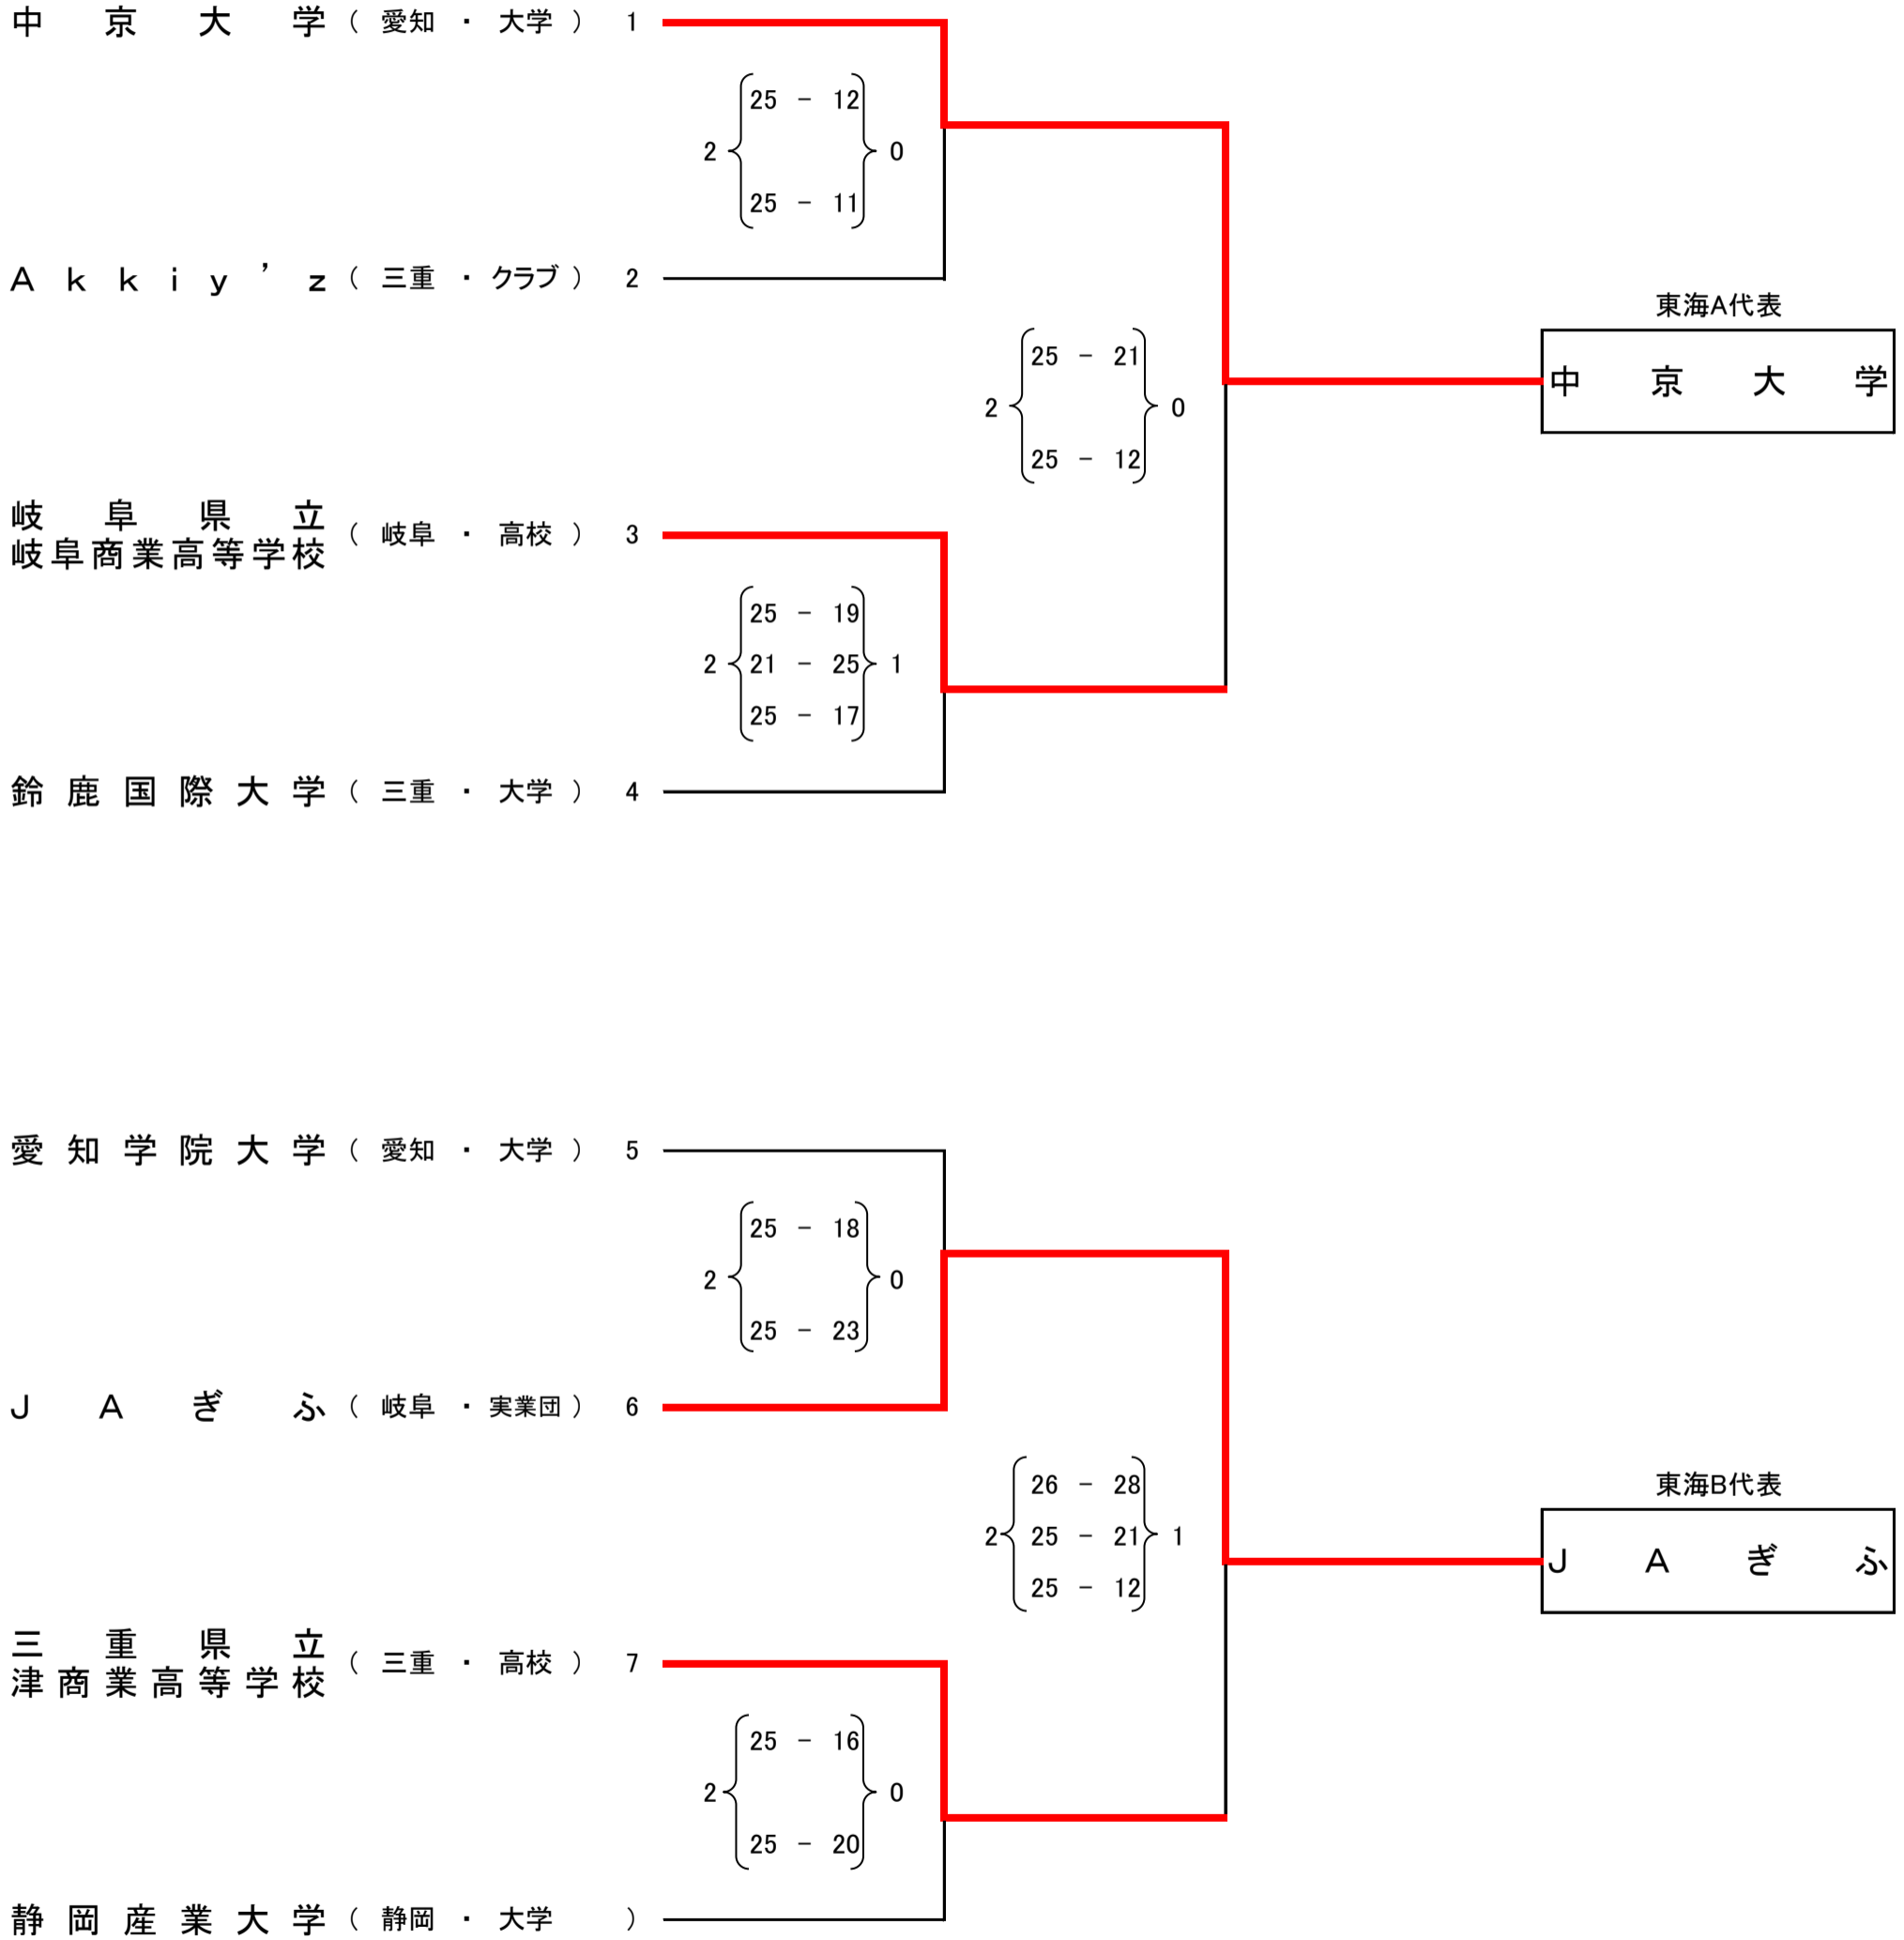 中京大学（愛知・大学）1
25 － 12
2 0
25 － 11
Ａｋｋｉｙ’ｚ（三重・クラブ）2
東海A代表
25 － 21
中京大学
2 0
25 － 12
岐阜県立
岐阜商業高等学校（岐阜・高校）3
25 － 19
2 21 － 25 1
25 － 17
鈴鹿国際大学（三重・大学）4
愛知学院大学（愛知・大学）5
25 － 18
2 0
25 － 23
ＪＡぎふ（岐阜・実業団）6
東海B代表
26 － 28
2 25 － 21 1
ＪＡぎふ
25 － 12
三重県立
津商業高等学校（三重・高校）7
25 － 16
2 0
25 － 20
静岡産業大学（静岡・大学）